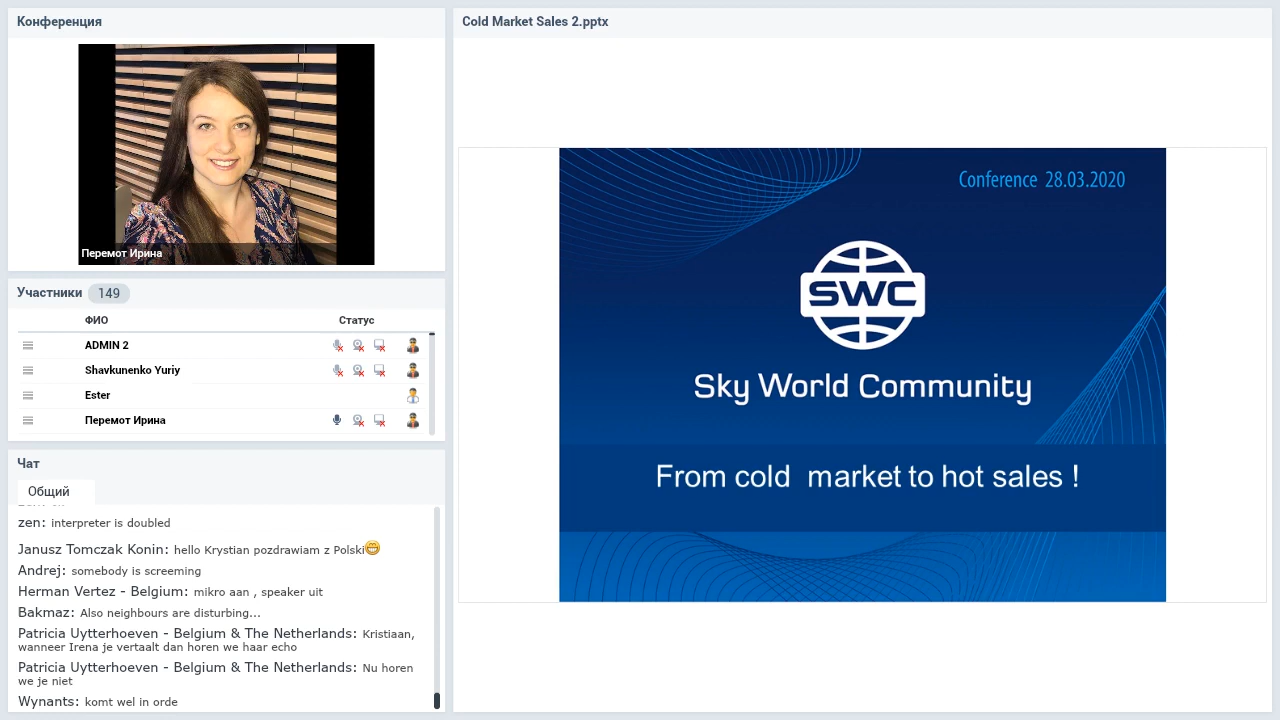 Конференция
Перемот Ирина
Участники 149
ФИО Статус
ADMIN 2
Shavkunenko Yuriy
Ester
Перемот Ирина
Чат
Общий
zen: interpreter is doubled
Janusz Tomczak Konin: hello Krystian pozdrawiam z Polski
Andrej: somebody is screeming
Herman Vertez - Belgium: mikro aan , speaker uit
Bakmaz: Also neighbours are disturbing...
Patricia Uytterhoeven - Belgium & The Netherlands: Kristiaan,
wanneer Irena je vertaalt dan horen we haar echo
Patricia Uytterhoeven - Belgium & The Netherlands: Nu horen
we je niet
Wynants: komt wel in orde
Cold Market Sales 2.pptx
Conference 28.03.2020
SWC
Sky World Community
From cold market to hot sales !